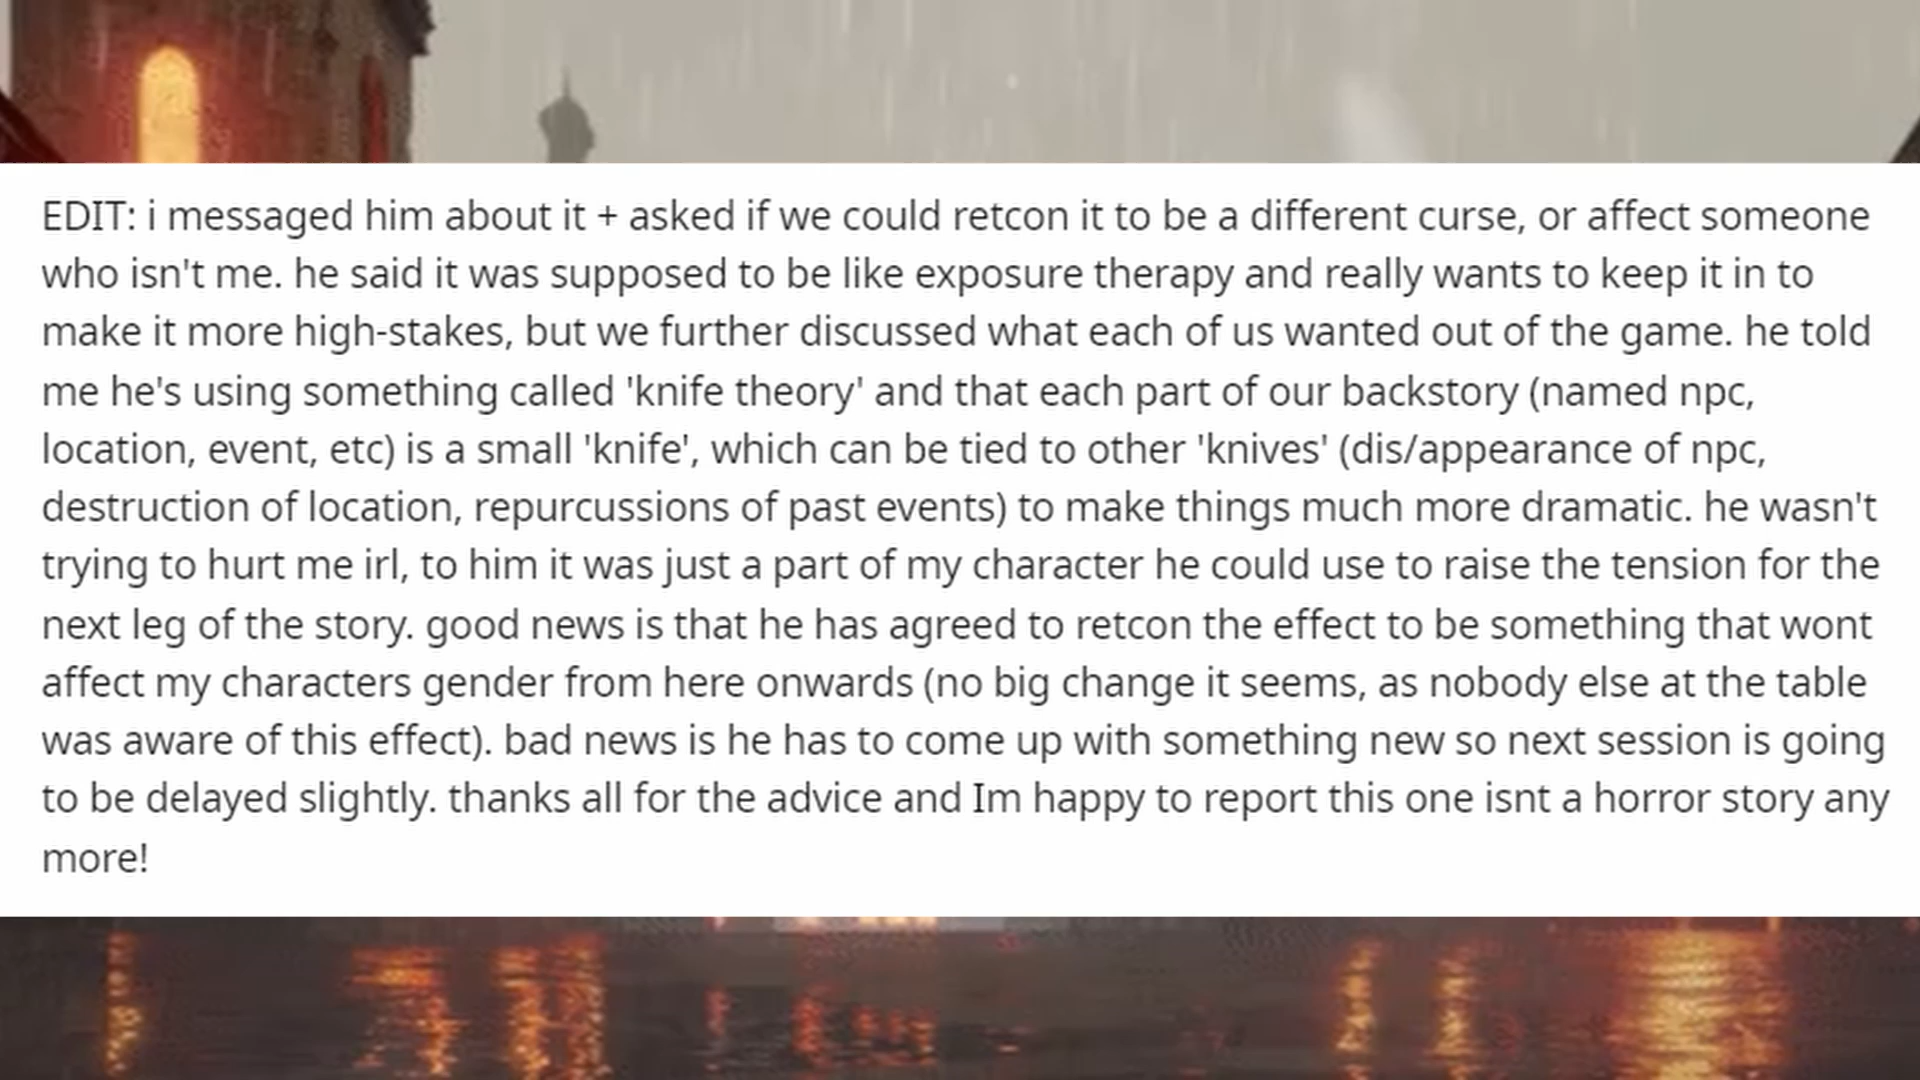 EDIT: i messaged him about it + asked if we could retcon it to be a different curse, or affect someone
who isn't me. he said it was supposed to be like exposure therapy and really wants to keep it in to
make it more high-stakes, but we further discussed what each of us wanted out of the game. he told
me he's using something called 'knife theory' and that each part of our backstory (named npc,
location, event, etc) is a small 'knife', which can be tied to other 'knives' (dis/appearance of npc,
destruction of location, repurcussions of past events) to make things much more dramatic. he wasn't
trying to hurt me irl, to him it was just a part of my character he could use to raise the tension for the
next leg of the story. good news is that he has agreed to retcon the effect to be something that wont
affect my characters gender from here onwards (no big change it seems, as nobody else at the table
was aware of this effect). bad news is he has to come up with something new so next session is going
to be delayed slightly. thanks all for the advice and Im happy to report this one isnt a horror story any
more!